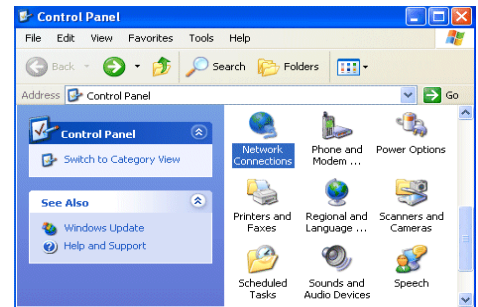 Control Panel
File Edit View Favorites Tools Help
Back Search Folders
Address Control Panel Go
Control Panel
Switch to Category View
See Also
Windows Update
Help and Support
Network
Connections
Phone and
Modem ...
Power Options
Printers and
Faxes
Regional and
Language ...
Scanners and
Cameras
Scheduled
Tasks
Sounds and
Audio Devices
Speech